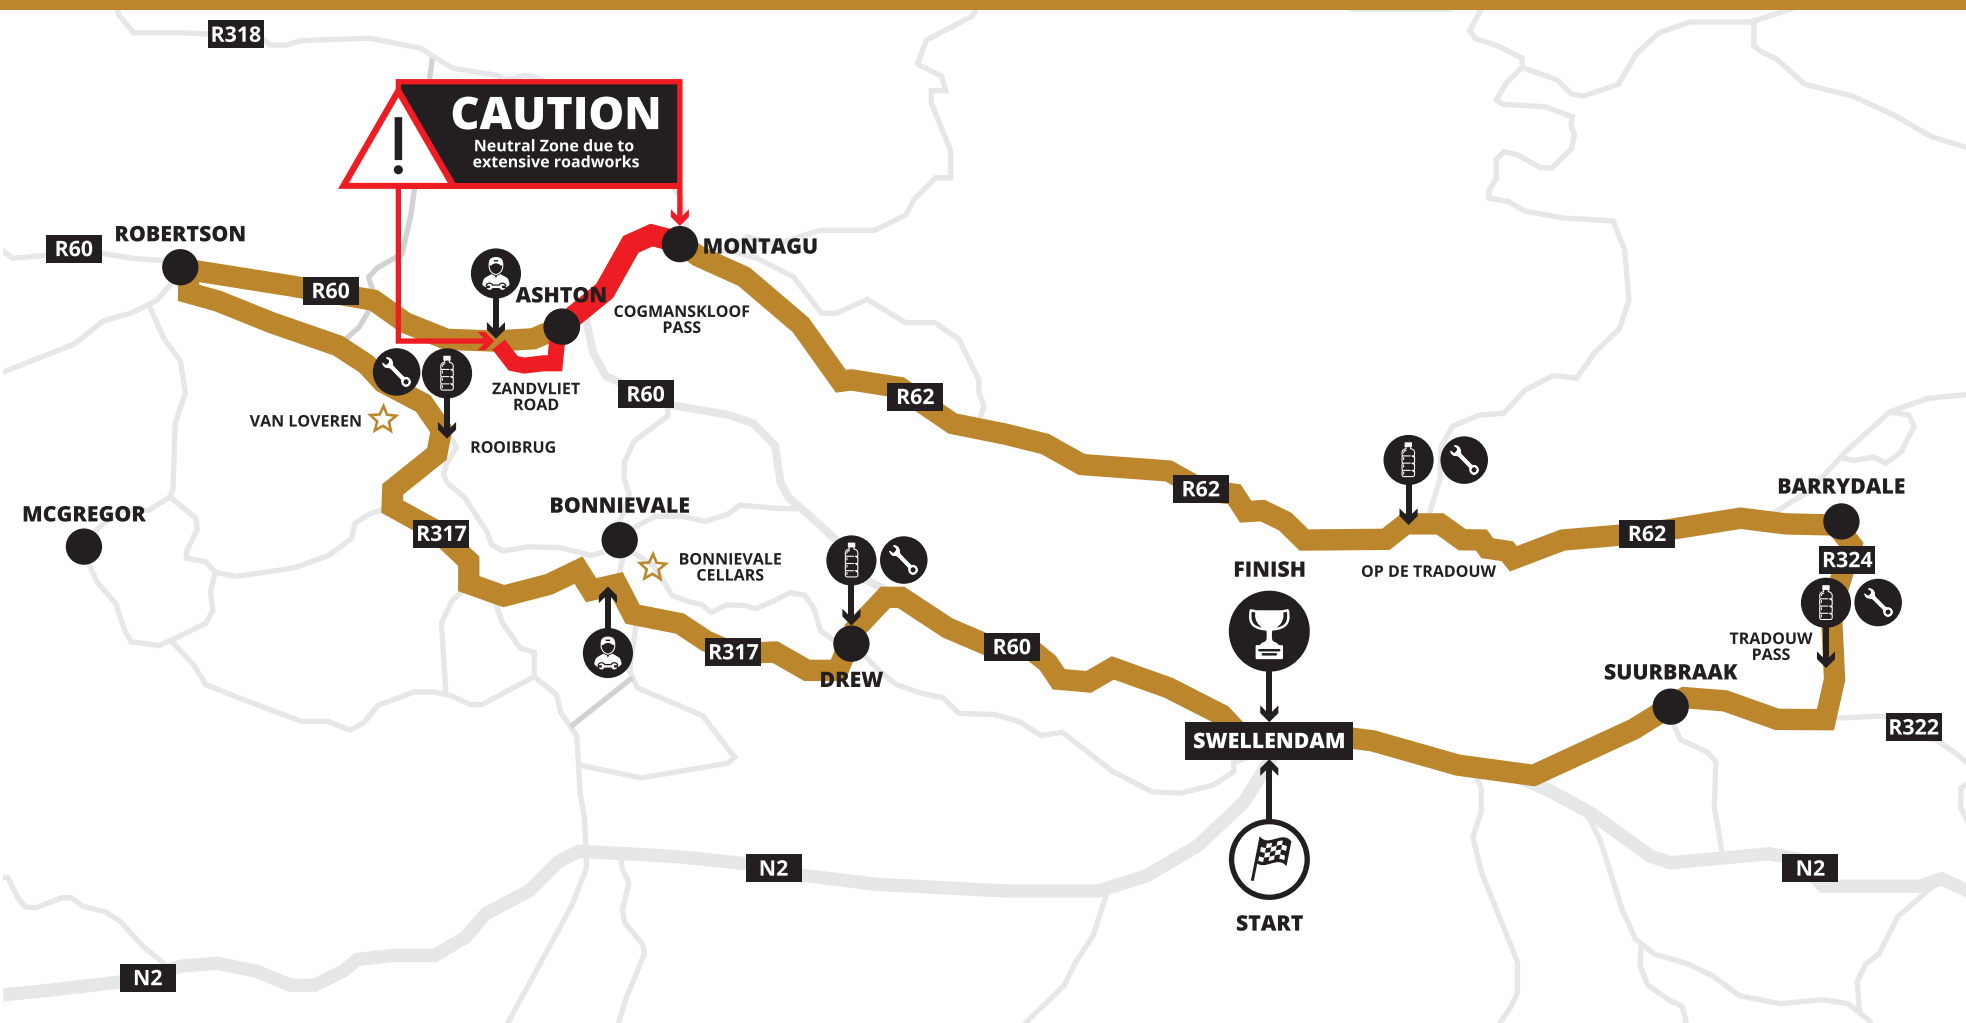 R318
CAUTION
Neutral Zone due to
extensive roadworks
ROBERTSON
R60
MONTAGU
R60
ASHTON
COGMANSKLOOF
PASS
ZANDVLIET
ROAD
R60
R62
VAN LOVEREN
ROOIBRUG
R62
BARRYDALE
MCGREGOR
BONNIEVALE
R317
R62
BONNIEVALE
CELLARS
FINISH
OP DE TRADOUW
R324
R317
R60
TRADOUW
PASS
DREW
SUURBRAAK
R322
SWELLENDAM
N2
N2
START
N2